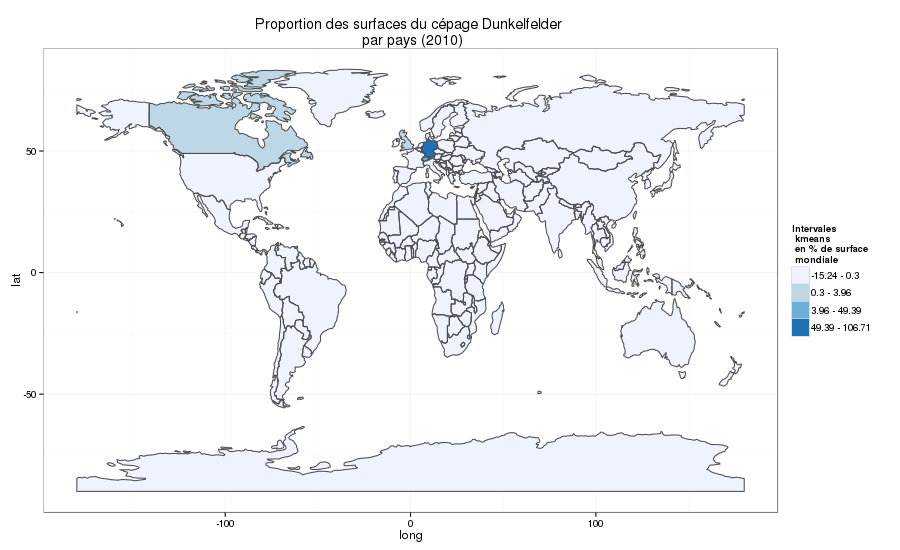 Proportion des surfaces du cépage Dunkelfelder
par pays (2010)
50
0
-50
lat
-100
0
100
long
Intervales
kmeans
en % de surface
mondiale
-15.24 - 0.3
0.3 - 3.96
3.96 - 49.39
49.39 - 106.71